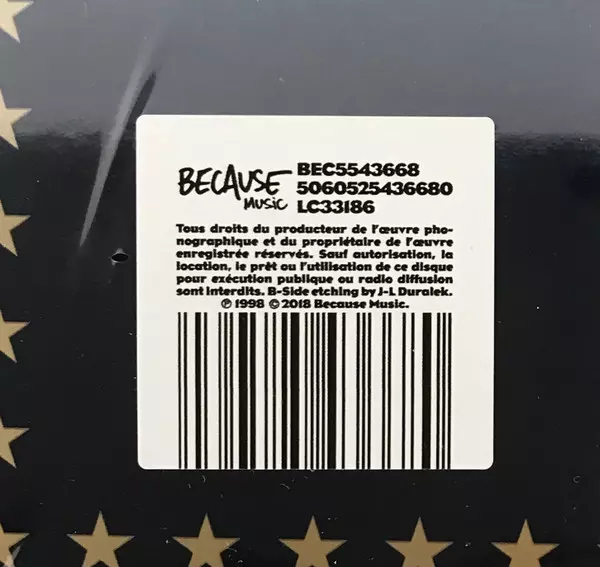 BECAUSE
MUSIC
BEC5543668
5060525436680
LC33186
Tous droits du producteur de l'œuvre pho-
nographique et du propriétaire de l'œuvre
enregistrée réservés. Sauf autorisation, la
location, le prêt ou l'utilisation de ce disque
pour exécution publique ou radio diffusion
sont interdits. B-Side etching by J-L Duralek.
℗ 1998 © 2018 Because Music.